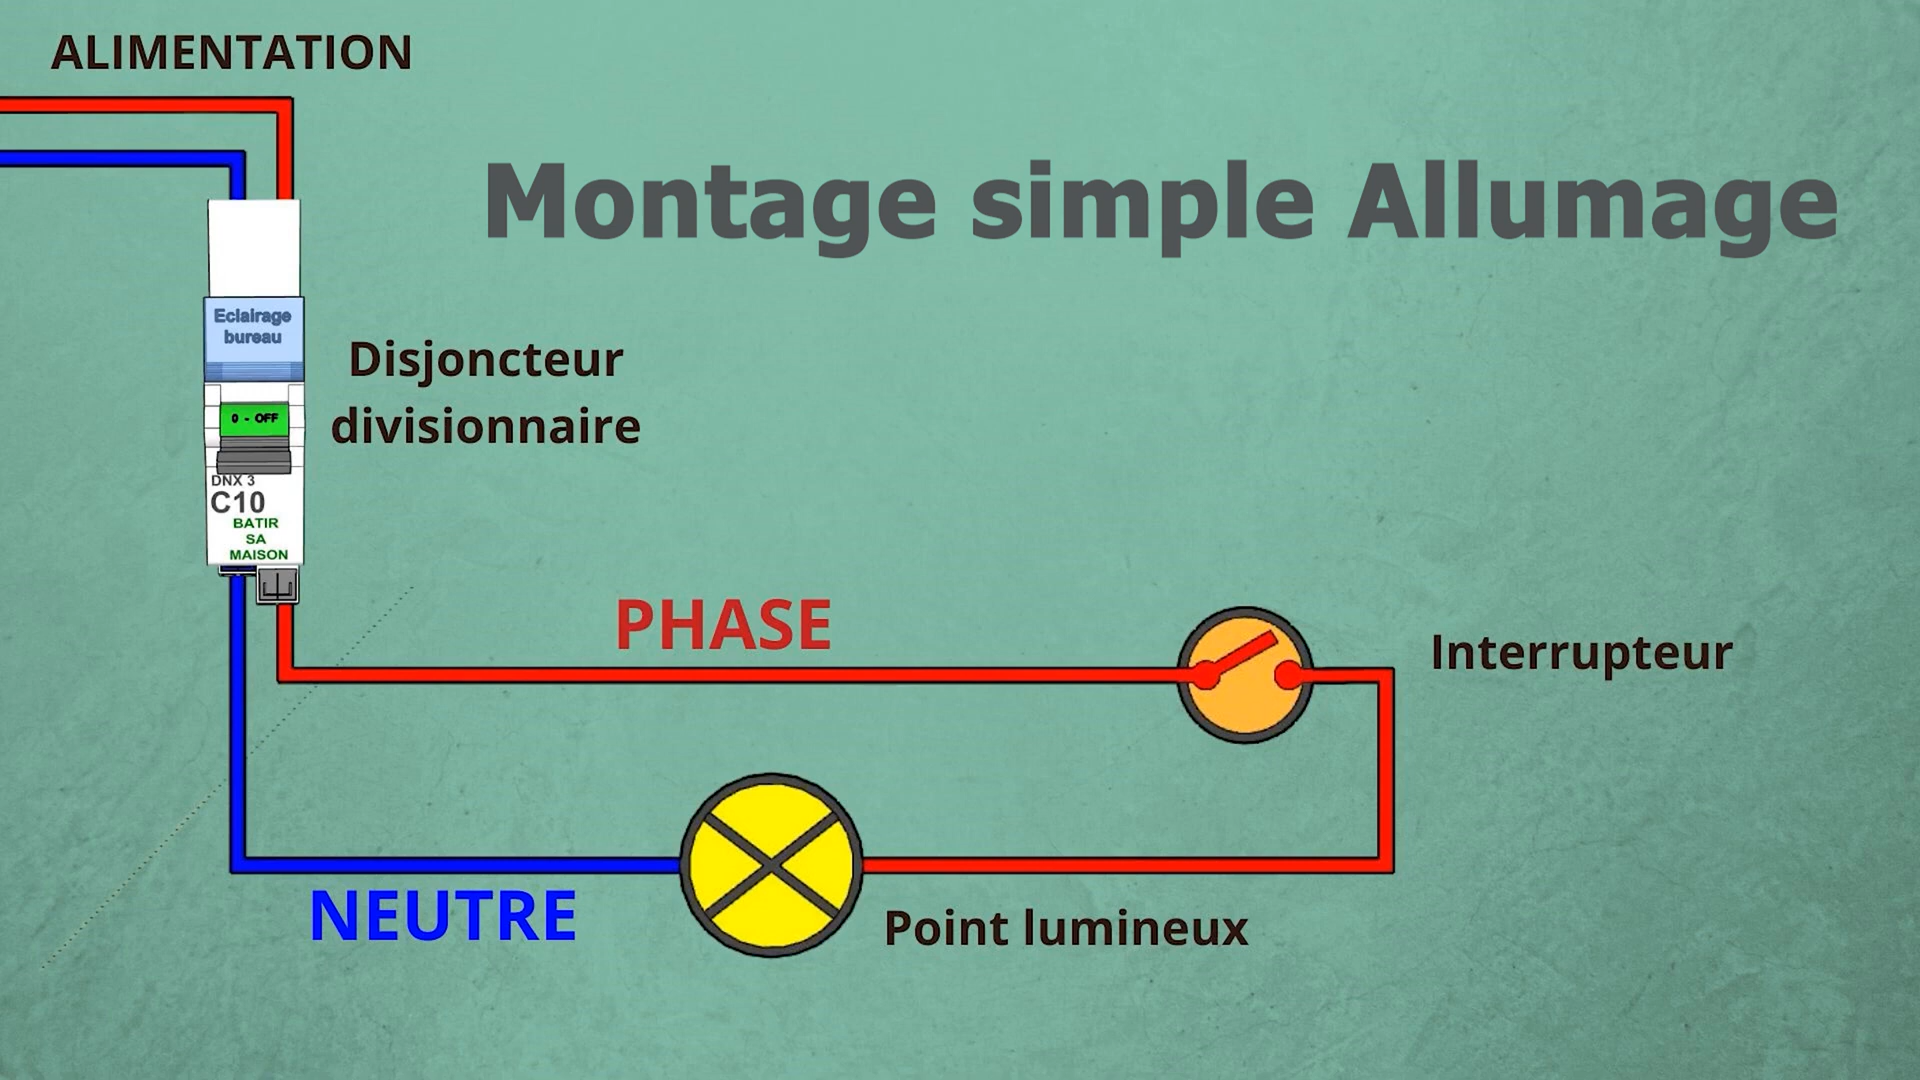 ALIMENTATION
Montage simple Allumage
Eclairage
bureau
Disjoncteur
divisionnaire
0 - OFF
DNX 3
C10
BATIR
SA
MAISON
PHASE
Interrupteur
NEUTRE
Point lumineux